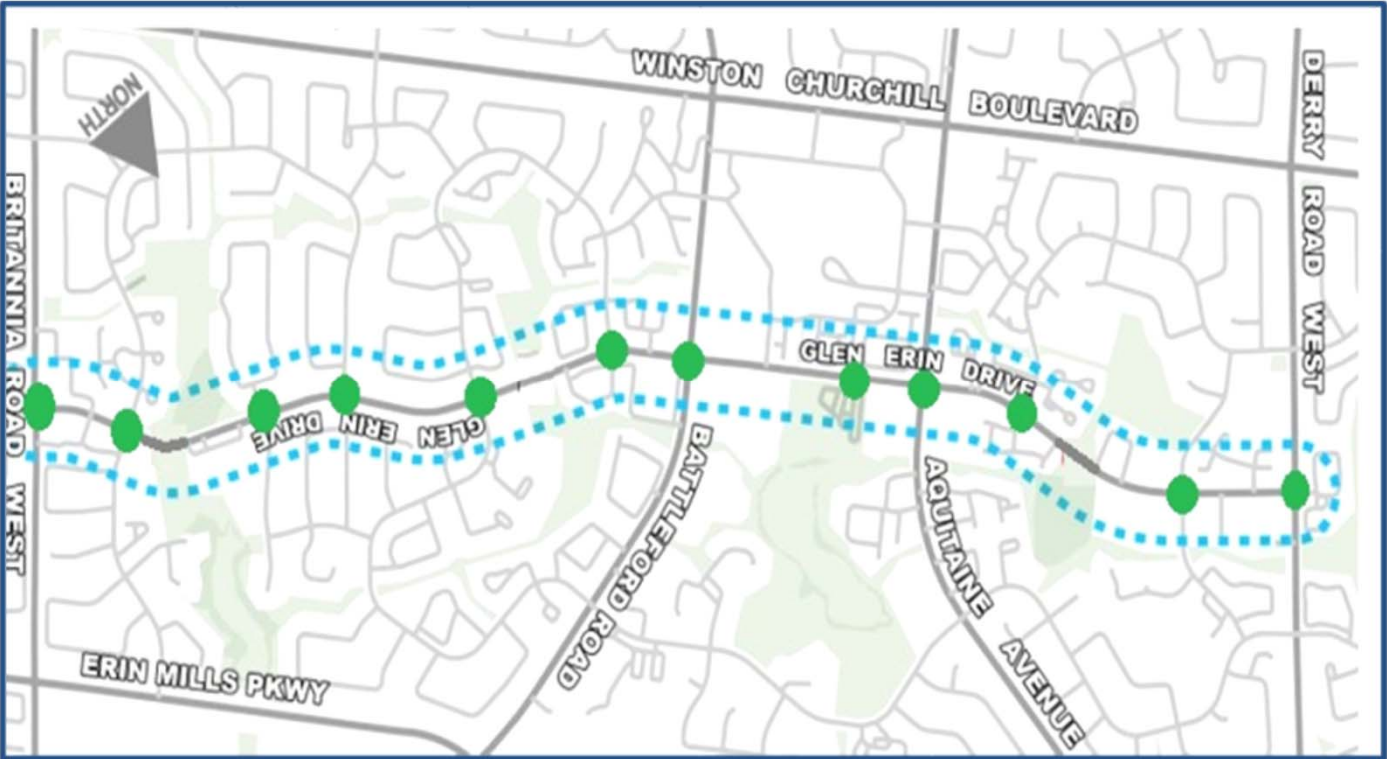 WINSTON CHURCHILL BOULEVARD
NORTH
DERRY ROAD WEST
BRITANNIA ROAD WEST
GLEN ERIN DRIVE
GLEN ERIN DRIVE
BATTLEFORD ROAD
AQUITAINE AVENUE
ERIN MILLS PKWY